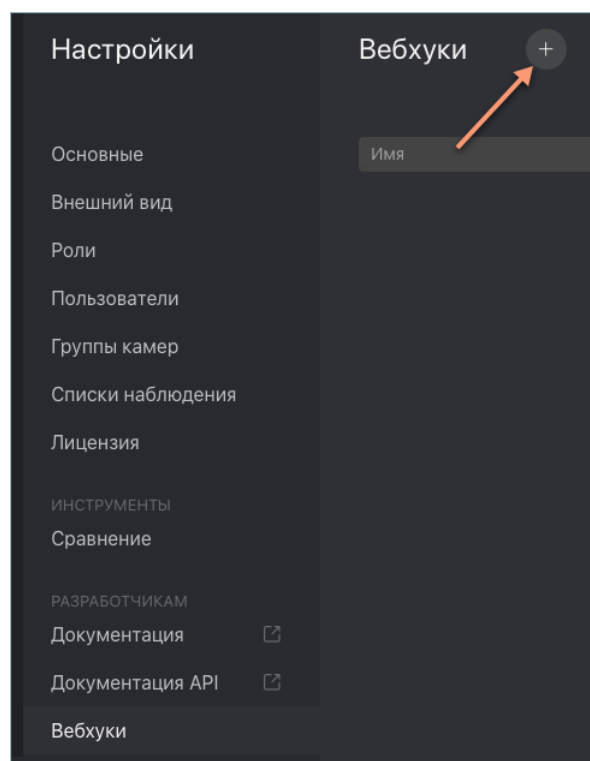 Настройки
Основные
Внешний вид
Роли
Пользователи
Группы камер
Списки наблюдения
Лицензия
ИНСТРУМЕНТЫ
Сравнение
РАЗРАБОТЧИКАМ
Документация
Документация API
Вебхуки
Вебхуки +
Имя